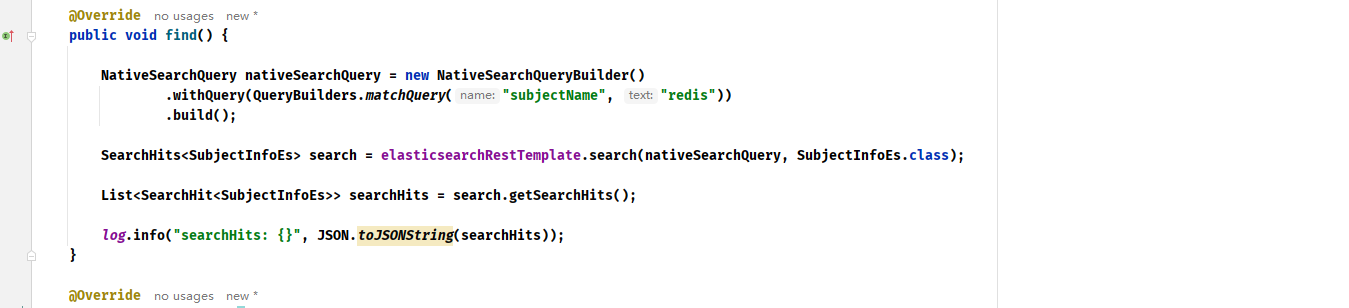 @Override no usages new *
public void find() {
NativeSearchQuery nativeSearchQuery = new NativeSearchQueryBuilder()
.withQuery(QueryBuilders.matchQuery( name: "subjectName", text: "redis"))
.build();
SearchHits<SubjectInfoEs> search = elasticsearchRestTemplate.search(nativeSearchQuery, SubjectInfoEs.class);
List<SearchHit<SubjectInfoEs>> searchHits = search.getSearchHits();
log.info("searchHits: {}", JSON.toJSONString(searchHits));
}
@Override no usages new *